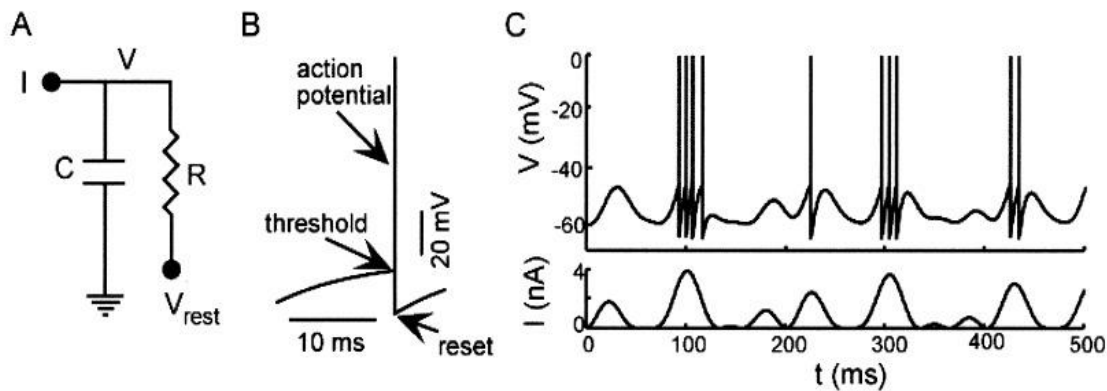 A
V
I
C
R
V rest
B
action
potential
threshold
20 mV
10 ms
reset
C
V (mV)
0
-20
-40
-60
I (nA)
4
0
0 100 200 300 400 500
t (ms)